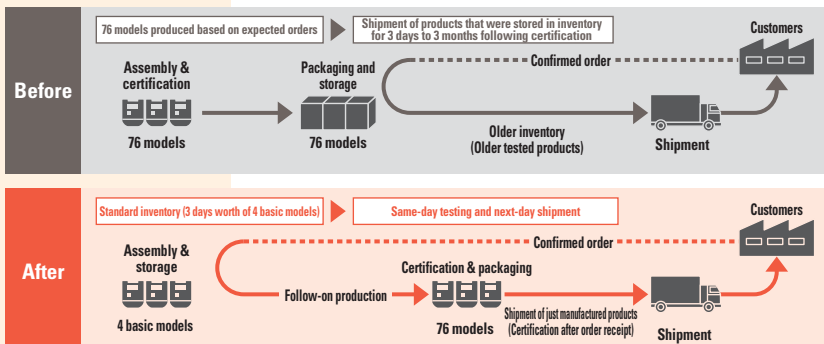 76 models produced based on expected orders
Shipment of products that were stored in inventory
for 3 days to 3 months following certification
Customers
Before
Assembly &
certification
76 models
Packaging and
storage
76 models
Confirmed order
Older inventory
(Older tested products)
Shipment
Standard inventory (3 days worth of 4 basic models)
Same-day testing and next-day shipment
Customers
After
Assembly &
storage
4 basic models
Confirmed order
Follow-on production
Certification & packaging
76 models
Shipment of just manufactured products
(Certification after order receipt)
Shipment